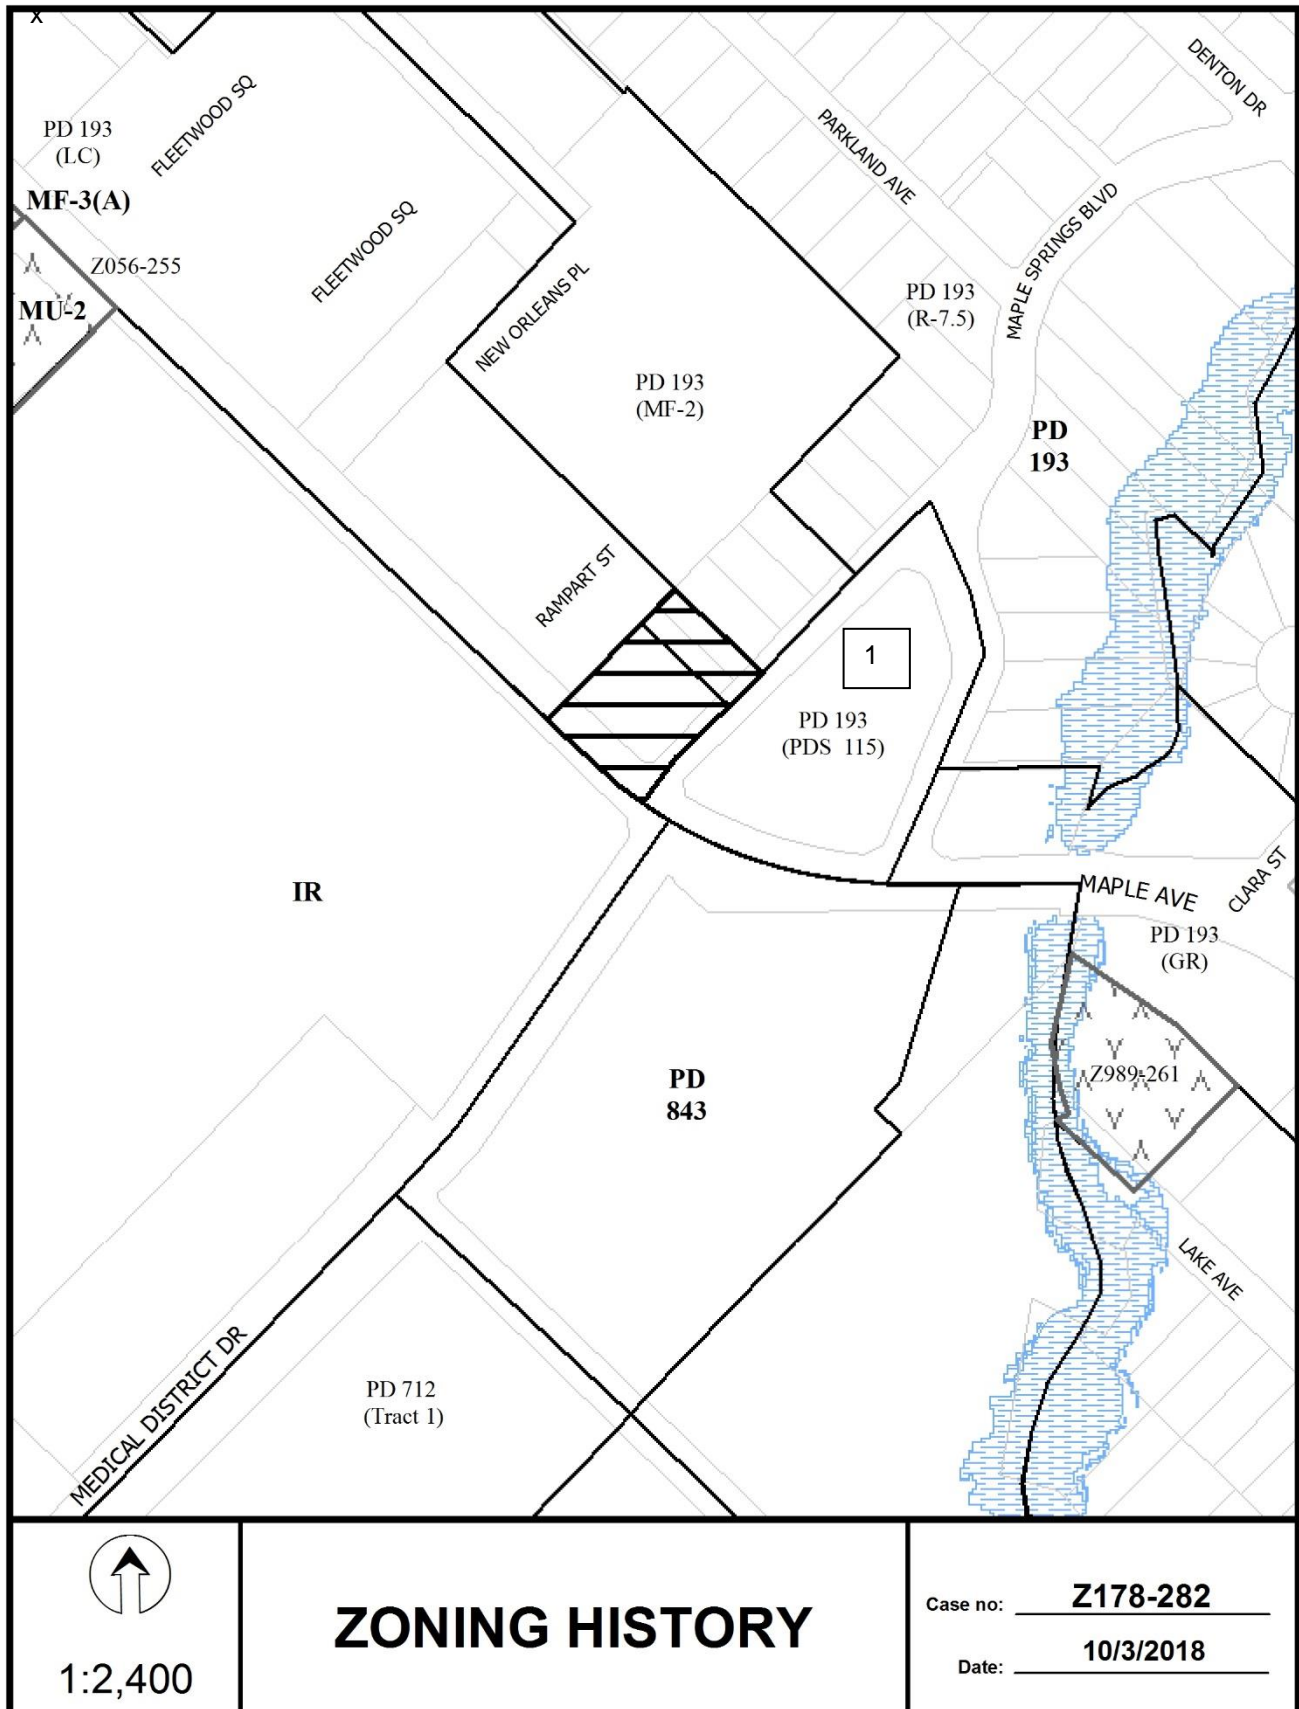 x
DENTON DR
FLEETWOOD SQ
PD 193
(LC)
PARKLAND AVE
MF-3(A)
MAPLE SPRINGS BLVD
FLEETWOOD SQ
Z056-255
NEW ORLEANS PL
PD 193
(R-7.5)
MU-2
PD 193
(MF-2)
PD
193
RAMPART ST
1
PD 193
(PDS 115)
IR
MAPLE AVE
CLARA ST
PD 193
(GR)
PD
843
Z989-261
LAKE AVE
MEDICAL DISTRICT DR
PD 712
(Tract 1)
1:2,400
ZONING HISTORY
Case no: Z178-282
Date: 10/3/2018